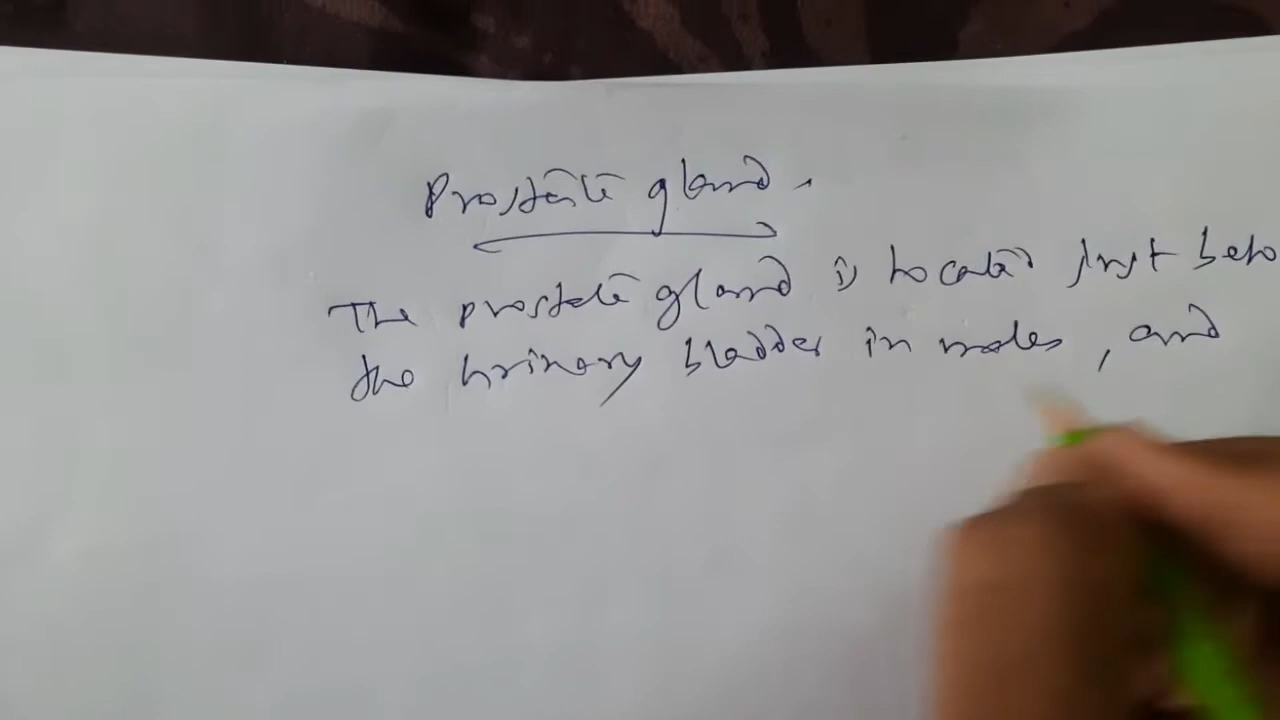 Prostate gland.
The prostate gland is located just belo
the urinary bladder in males, and